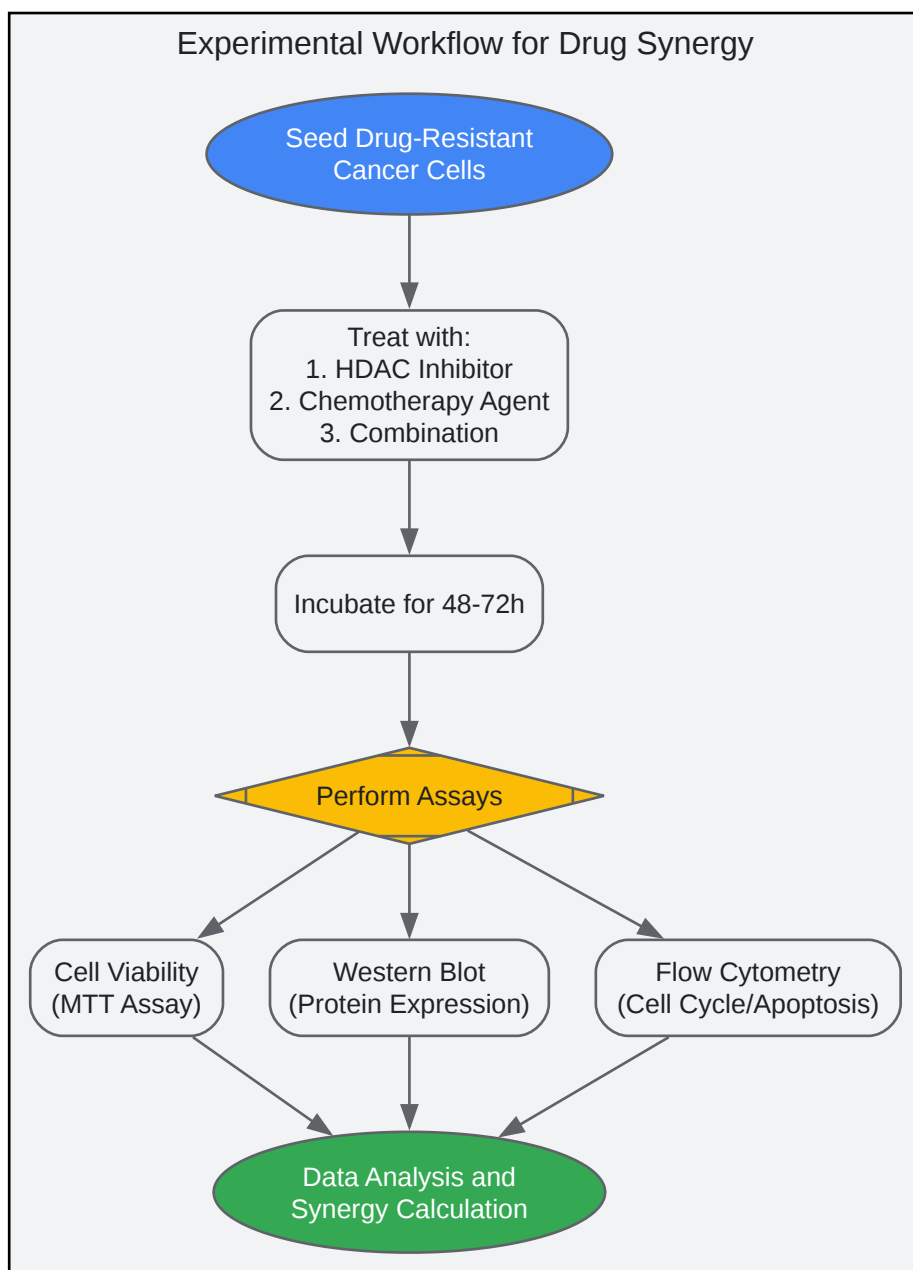 Experimental Workflow for Drug Synergy
Seed Drug-Resistant
Cancer Cells
Treat with:
1. HDAC Inhibitor
2. Chemotherapy Agent
3. Combination
Incubate for 48-72h
Perform Assays
Cell Viability
(MTT Assay)
Western Blot
(Protein Expression)
Flow Cytometry
(Cell Cycle/Apoptosis)
Data Analysis and
Synergy Calculation